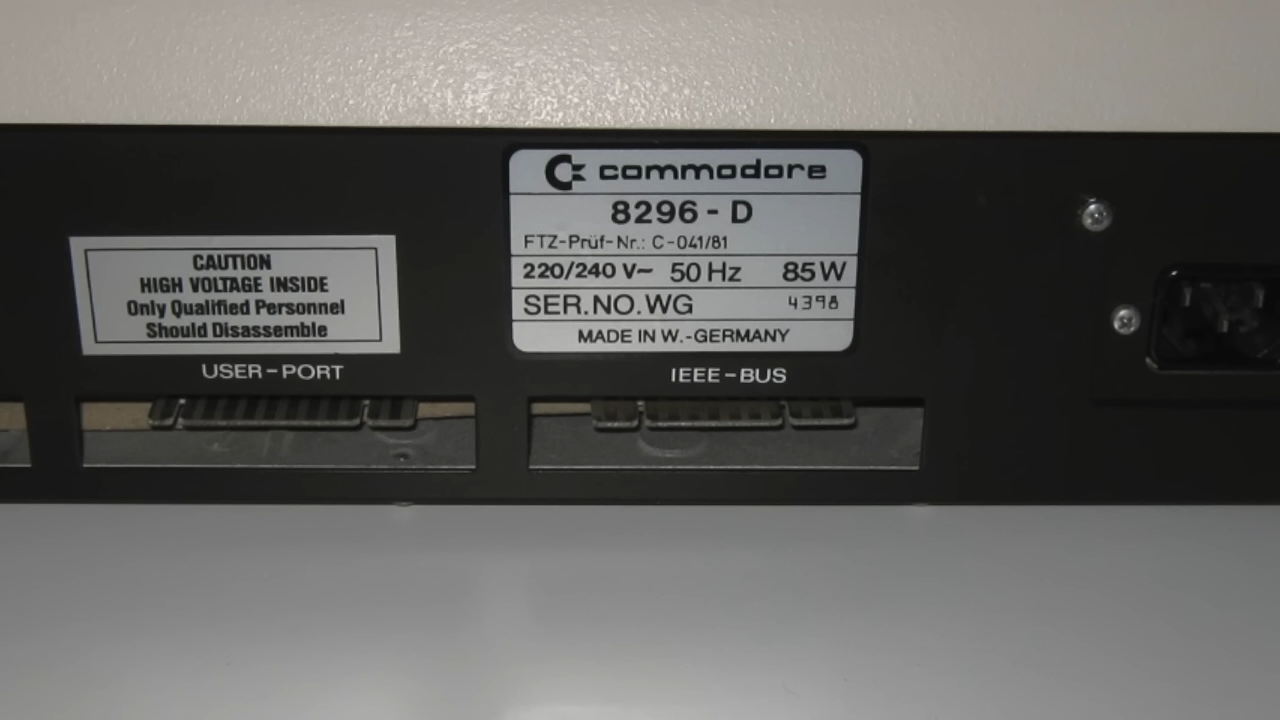 commodore
8296-D
FTZ-Prüf-Nr.: C-041/81
220/240 V~ 50 Hz 85W
SER.NO.WG 4398
MADE IN W.-GERMANY
CAUTION
HIGH VOLTAGE INSIDE
Only Qualified Personnel
Should Disassemble
USER-PORT
IEEE-BUS